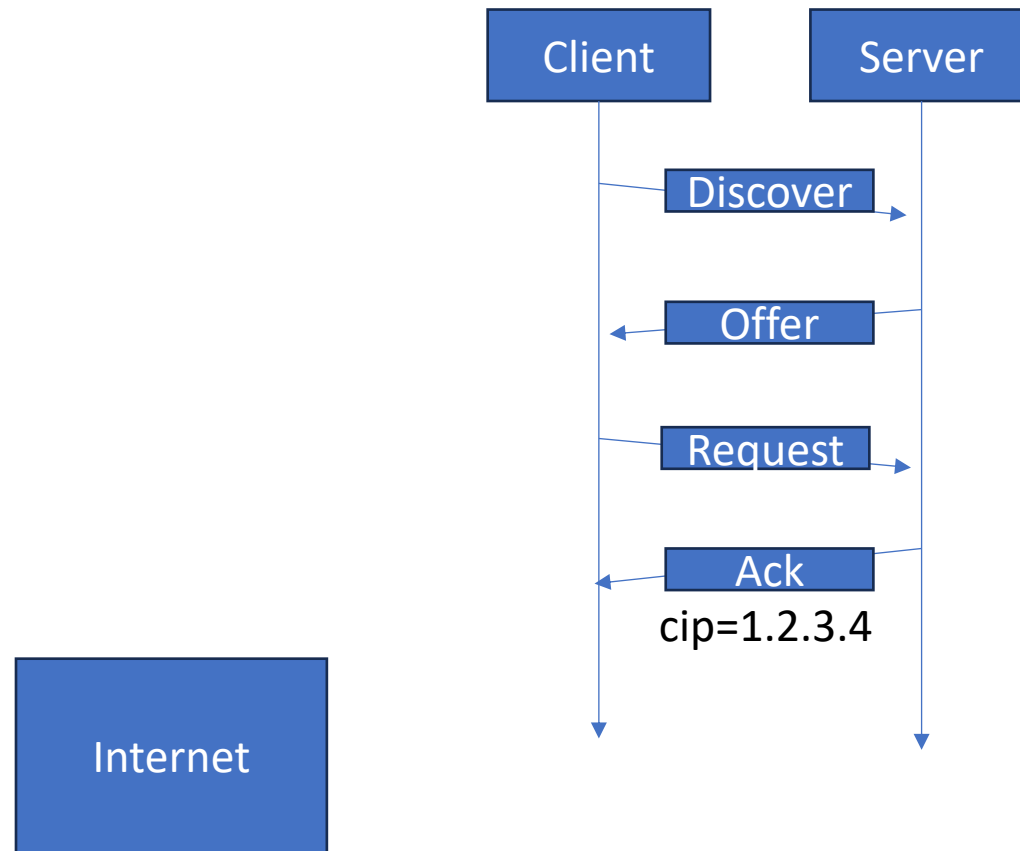 Client
Server
Discover
Offer
Request
Ack
cip=1.2.3.4
Internet